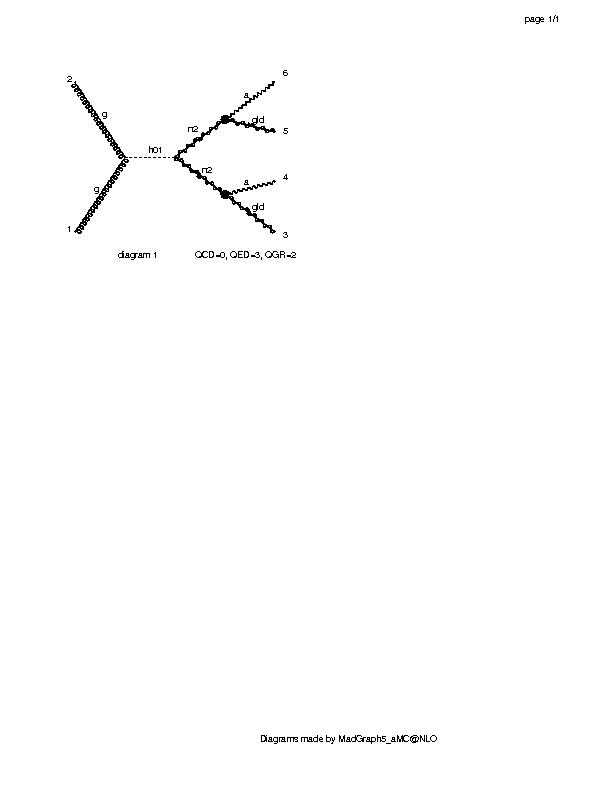 page 1/1
2
6
a
g
gld
n2
5
h01
n2
4
a
g
gld
1
3
diagram 1 QCD=0, QED=3, QGR=2
Diagrams made by MadGraph5_aMC@NLO